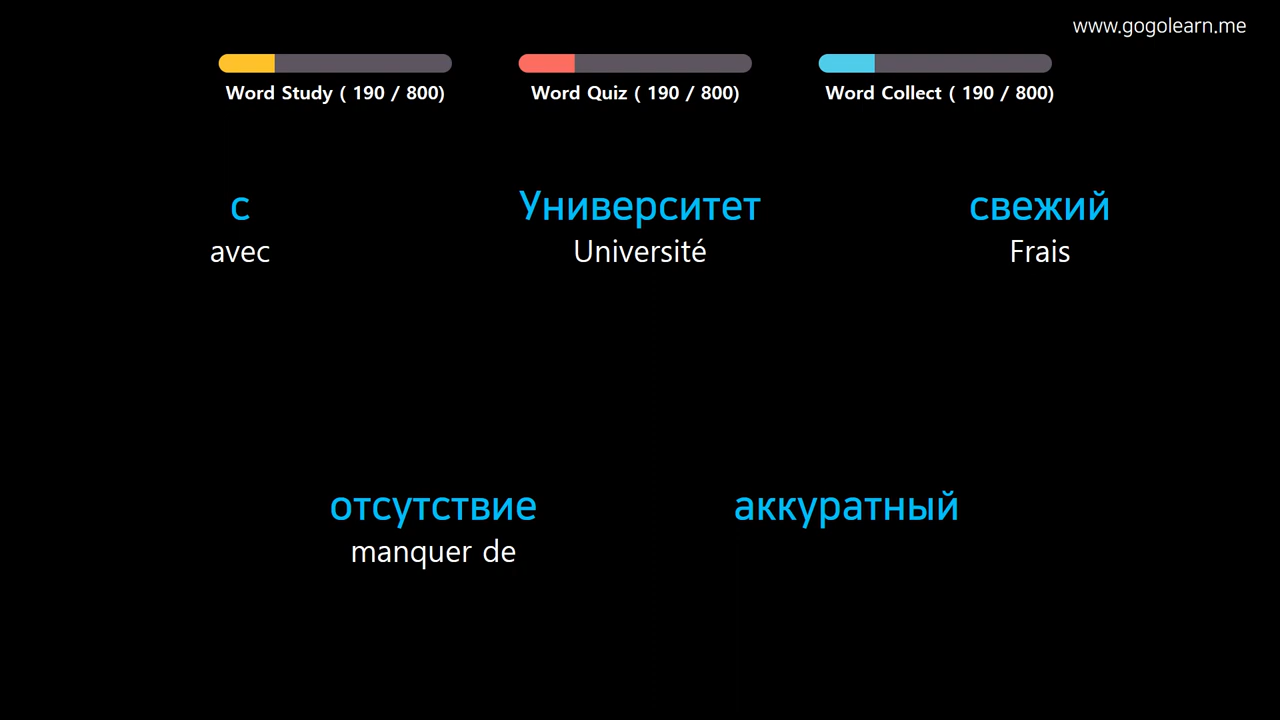 www.gogolearn.me
Word Study ( 190 / 800)
Word Quiz ( 190 / 800)
Word Collect ( 190 / 800)
с
Университет
свежий
avec
Université
Frais
отсутствие
аккуратный
manquer de